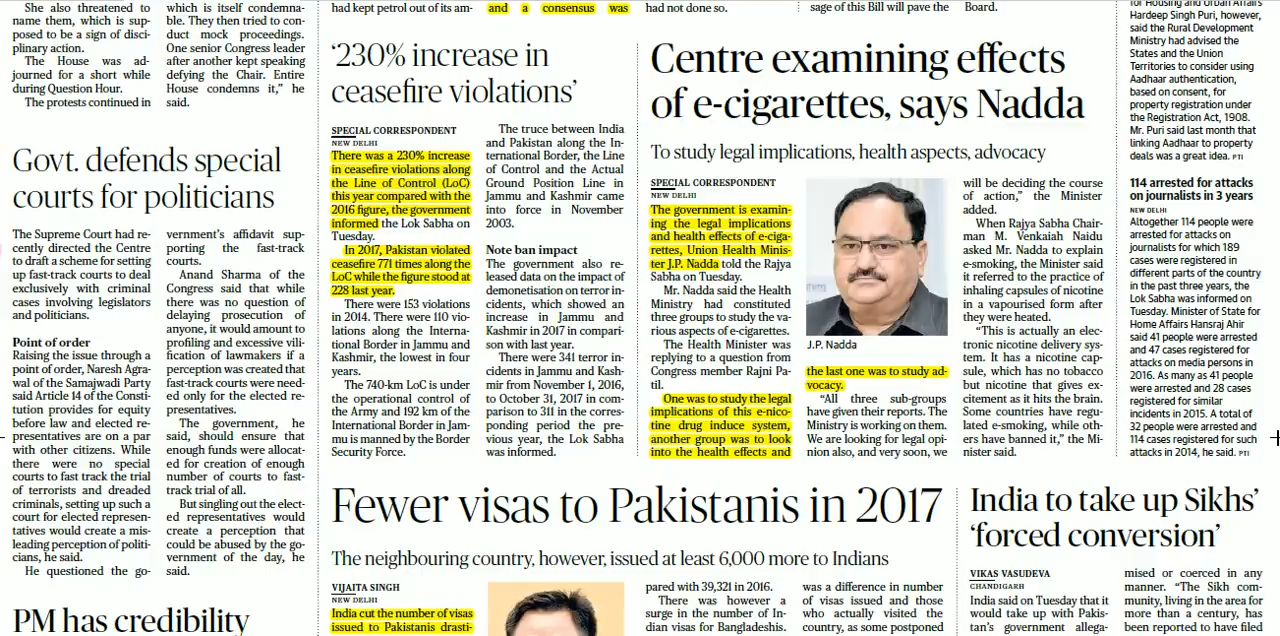 She also threatened to
name them, which is sup-
posed to be a sign of disci-
plinary action.
The House was ad-
journed for a short while
during Question Hour.
The protests continued in
which is itself condemna-
ble. They then tried to con-
duct mock proceedings.
One senior Congress leader
after another kept speaking
defying the Chair. Entire
House condemns it,” he
said.
Govt. defends special
courts for politicians
The Supreme Court had re-
cently directed the Centre
to draft a scheme for setting
up fast-track courts to deal
exclusively with criminal
cases involving legislators
and politicians.
Point of order
Raising the issue through a
point of order, Naresh Agra-
wal of the Samajwadi Party
said Article 14 of the Consti-
tution provides for equity
before law and elected re-
presentatives are on a par
with other citizens. While
there were no special
courts to fast track the trial
of terrorists and dreaded
criminals, setting up such a
court for elected represen-
tatives would create a mis-
leading perception of politi-
cians, he said.
He questioned the go-
vernment’s affidavit sup-
porting the fast-track
courts.
Anand Sharma of the
Congress said that while
there was no question of
delaying prosecution of
anyone, it would amount to
profiling and excessive vili-
fication of lawmakers if a
perception was created that
fast-track courts were need-
ed only for the elected re-
presentatives.
The government, he
said, should ensure that
enough funds were allocat-
ed for creation of enough
number of courts to fast-
track trial of all.
But singling out the elect-
ed representatives would
create a perception that
could be abused by the go-
vernment of the day, he
said.
PM has credibility
had kept petrol out of its am-
and a consensus was
had not done so.
sage of this Bill will pave the
Board.
‘230% increase in
ceasefire violations’
SPECIAL CORRESPONDENT
NEW DELHI
There was a 230% increase
in ceasefire violations along
the Line of Control (LoC)
this year compared with the
2016 figure, the government
informed the Lok Sabha on
Tuesday.
In 2017, Pakistan violated
ceasefire 771 times along the
LoC while the figure stood at
228 last year.
There were 153 violations
in 2014. There were 110 vio-
lations along the Interna-
tional Border in Jammu and
Kashmir, the lowest in four
years.
The 740-km LoC is under
the operational control of
the Army and 192 km of the
International Border in Jam-
mu is manned by the Border
Security Force.
The truce between India
and Pakistan along the In-
ternational Border, the Line
of Control and the Actual
Ground Position Line in
Jammu and Kashmir came
into force in November
2003.
Note ban impact
The government also re-
leased data on the impact of
demonetisation on terror in-
cidents, which showed an
increase in Jammu and
Kashmir in 2017 in compari-
son with last year.
There were 341 terror in-
cidents in Jammu and Kash-
mir from November 1, 2016,
to October 31, 2017 in com-
parison to 311 in the corres-
ponding period the pre-
vious year, the Lok Sabha
was informed.
Centre examining effects
of e-cigarettes, says Nadda
To study legal implications, health aspects, advocacy
SPECIAL CORRESPONDENT
NEW DELHI
The government is examin-
ing the legal implications
and health effects of e-ciga-
rettes, Union Health Minis-
ter J.P. Nadda told the Rajya
Sabha on Tuesday.
Mr. Nadda said the Health
Ministry had constituted
three groups to study the va-
rious aspects of e-cigarettes.
The Health Minister was
replying to a question from
Congress member Rajni Pa-
til.
One was to study the legal
implications of this e-nico-
tine drug induce system,
another group was to look
into the health effects and
J.P. Nadda
the last one was to study ad-
vocacy.
“All three sub-groups
have given their reports. The
Ministry is working on them.
We are looking for legal opi-
nion also, and very soon, we
will be deciding the course
of action,” the Minister
added.
When Rajya Sabha Chair-
man M. Venkaiah Naidu
asked Mr. Nadda to explain
e-smoking, the Minister said
it referred to the practice of
inhaling capsules of nicotine
in a vapourised form after
they were heated.
“This is actually an elec-
tronic nicotine delivery sys-
tem. It has a nicotine cap-
sule, which has no tobacco
but nicotine that gives ex-
citement as it hits the brain.
Some countries have regu-
lated e-smoking, while oth-
ers have banned it,” the Mi-
nister said.
for Housing and Urban Affairs
Hardeep Singh Puri, however,
said the Rural Development
Ministry had advised the
States and the Union
Territories to consider using
Aadhaar authentication,
based on consent, for
property registration under
the Registration Act, 1908.
Mr. Puri said last month that
linking Aadhaar to property
deals was a great idea. PTI
114 arrested for attacks
on journalists in 3 years
NEW DELHI
Altogether 114 people were
arrested for attacks on
journalists for which 189
cases were registered in
different parts of the country
in the past three years, the
Lok Sabha was informed on
Tuesday. Minister of State for
Home Affairs Hansraj Ahir
said 41 people were arrested
and 47 cases registered for
attacks on media persons in
2016. As many as 41 people
were arrested and 28 cases
registered for similar
incidents in 2015. A total of
32 people were arrested and
114 cases registered for such
attacks in 2014, he said. PTI
Fewer visas to Pakistanis in 2017
The neighbouring country, however, issued at least 6,000 more to Indians
VIJAITA SINGH
NEW DELHI
India cut the number of visas
issued to Pakistanis drasti-
pared with 39,321 in 2016.
There was however a
surge in the number of In-
dian visas for Bangladeshis.
was a difference in number
of visas issued and those
who actually visited the
country, as some postponed
India to take up Sikhs’
‘forced conversion’
VIKAS VASUDEVA
CHANDIGARH
India said on Tuesday that it
would take up with Pakis-
tan’s government allega-
mised or coerced in any
manner. “The Sikh com-
munity, living in the area for
more than a century, has
been reported to have filed